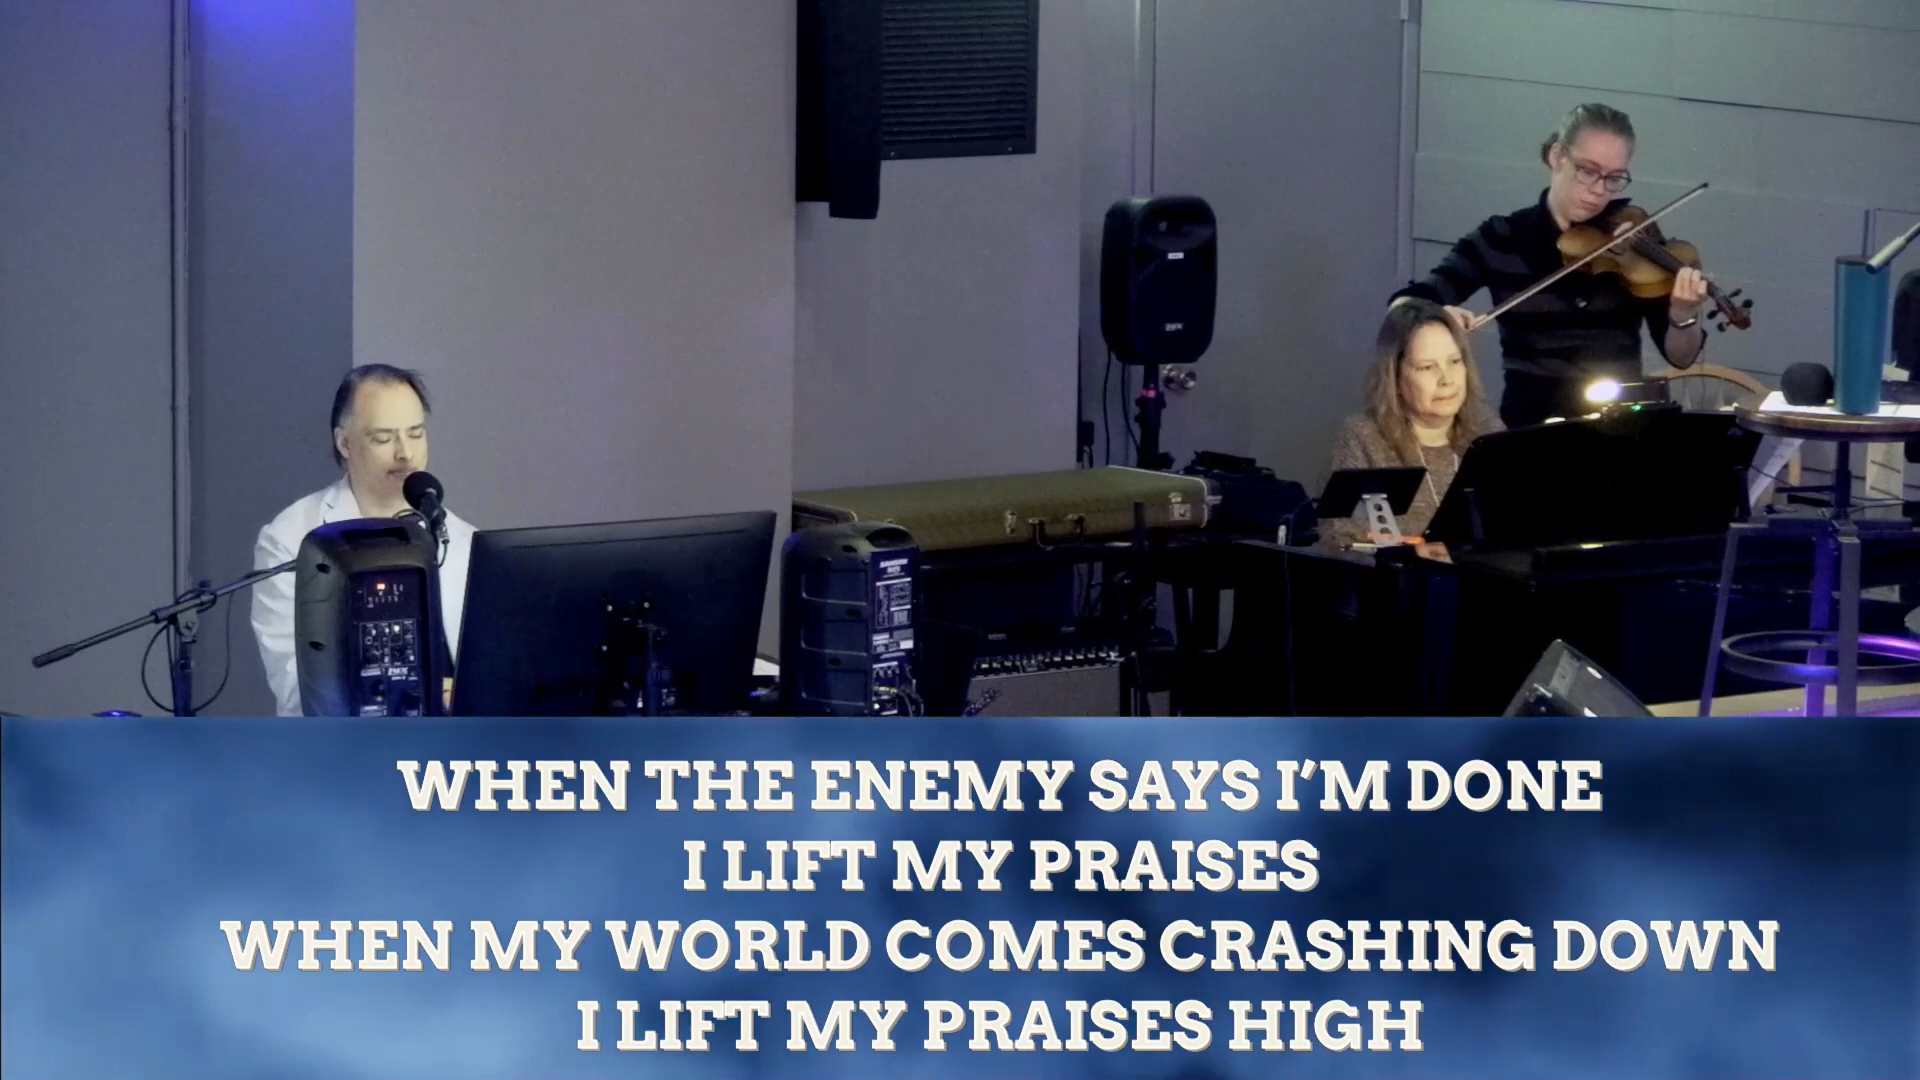 WHEN THE ENEMY SAYS I'M DONE
I LIFT MY PRAISES
WHEN MY WORLD COMES CRASHING DOWN
I LIFT MY PRAISES HIGH